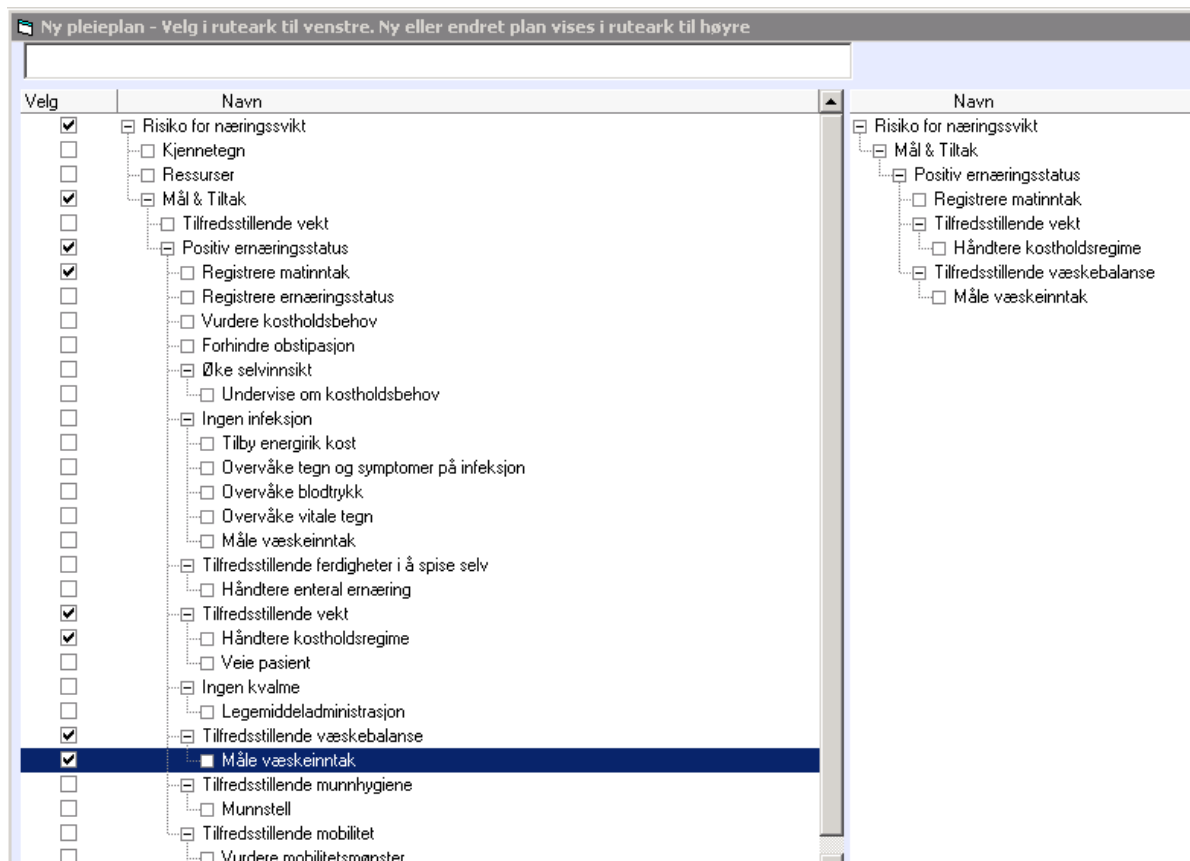 Ny pleieplan - Velg i ruteark til venstre. Ny eller endret plan vises i ruteark til høyre
Velg Navn
Risiko for næringssvikt
Kjennetegn
Ressurser
Mål & Tiltak
Tilfredsstillende vekt
Positiv ernæringsstatus
Registrere matinntak
Registrere ernæringsstatus
Vurdere kostholdsbehov
Forhindre obstipasjon
Øke selvinnsikt
Undervise om kostholdsbehov
Ingen infeksjon
Tilby energirik kost
Overvåke tegn og symptomer på infeksjon
Overvåke blodtrykk
Overvåke vitale tegn
Måle væskeinntak
Tilfredsstillende ferdigheter i å spise selv
Håndtere enteral ernæring
Tilfredsstillende vekt
Håndtere kostholdsregime
Veie pasient
Ingen kvalme
Legemiddeladministrasjon
Tilfredsstillende væskebalanse
Måle væskeinntak
Tilfredsstillende munnhygiene
Munnstell
Tilfredsstillende mobilitet
Vurdere mobilitetsmønster
Navn
Risiko for næringssvikt
Mål & Tiltak
Positiv ernæringsstatus
Registrere matinntak
Tilfredsstillende vekt
Håndtere kostholdsregime
Tilfredsstillende væskebalanse
Måle væskeinntak